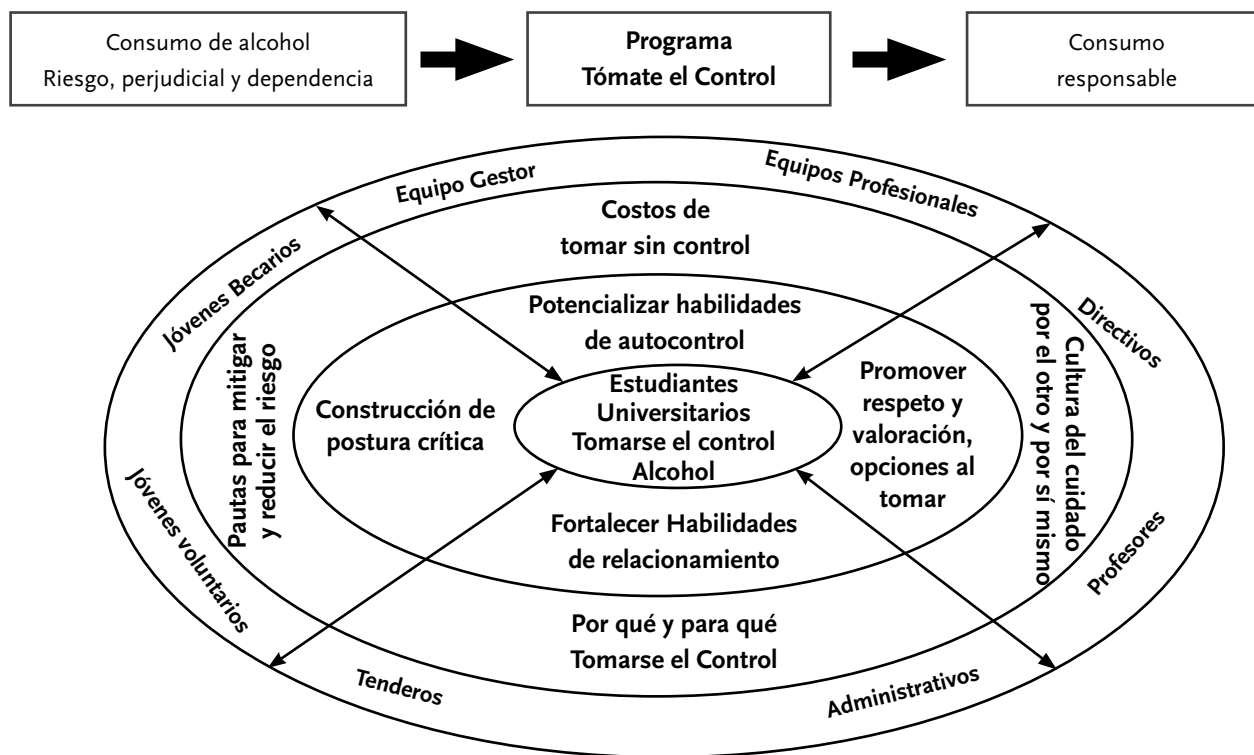 Consumo de alcohol
Riesgo, perjudicial y dependencia
Programa
Tómate el Control
Consumo
responsable
Equipo Gestor
Equipos Profesionales
Jóvenes Becarios
Directivos
Costos de
tomar sin control
Potencializar habilidades
de autocontrol
Pautas para mitigar
y reducir el riesgo
Construcción de
postura crítica
Estudiantes
Universitarios
Tomarse el control
Alcohol
Promover
respeto y
valoración,
opciones al
tomar
Cultura del cuidado
por el otro y por sí mismo
Fortalecer Habilidades
de relacionamiento
Por qué y para qué
Tomarse el Control
Jóvenes voluntarios
Profesores
Tenderos
Administrativos